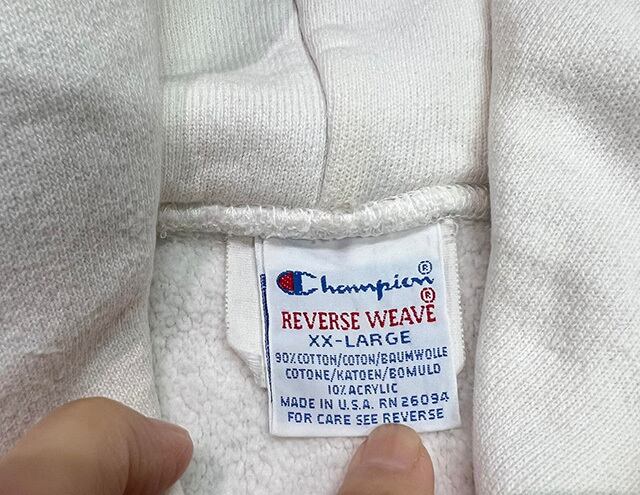 Champion®
REVERSE WEAVE®
XX-LARGE
90% COTTON/COTON/BAUMWOLLE
COTONE/KATOEN/BOMULD
10% ACRYLIC
MADE IN U.S.A. RN 26094
FOR CARE SEE REVERSE